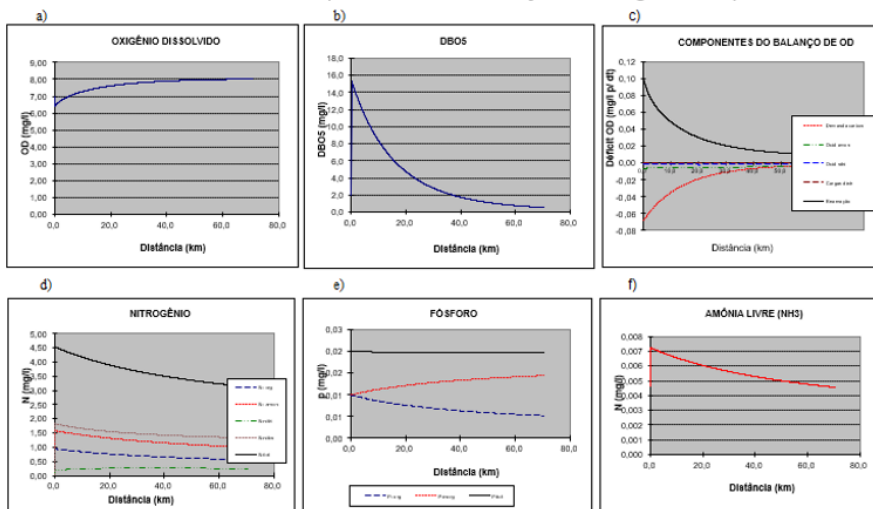 a)
OXIGÊNIO DISSOLVIDO
OD (mg/l)
9,00
8,00
7,00
6,00
5,00
4,00
3,00
2,00
1,00
0,00
0,0 20,0 40,0 60,0 80,0
Distância (km)
b)
DBO5
DBO5 (mg/l)
18,0
16,0
14,0
12,0
10,0
8,0
6,0
4,0
2,0
0,0
0,0 20,0 40,0 60,0 80,0
Distância (km)
c)
COMPONENTES DO BALANÇO DE OD
Déficit OD (mg/l p/ dt)
0,12
0,10
0,08
0,06
0,04
0,02
0,00
-0,02
-0,04
-0,06
-0,08
Distância (km)
d)
NITROGÊNIO
N (mg/l)
5,00
4,50
4,00
3,50
3,00
2,50
2,00
1,50
1,00
0,50
0,00
0,0 20,0 40,0 60,0 80,0
Distância (km)
e)
FÓSFORO
P (mg/l)
0,03
0,03
0,02
0,02
0,01
0,01
0,00
0,0 20,0 40,0 60,0 80,0
Distância (km)
f)
AMÔNIA LIVRE (NH3)
N (mg/l)
0,008
0,007
0,006
0,005
0,004
0,003
0,002
0,001
0,000
0,0 20,0 40,0 60,0 80,0
Distância (km)